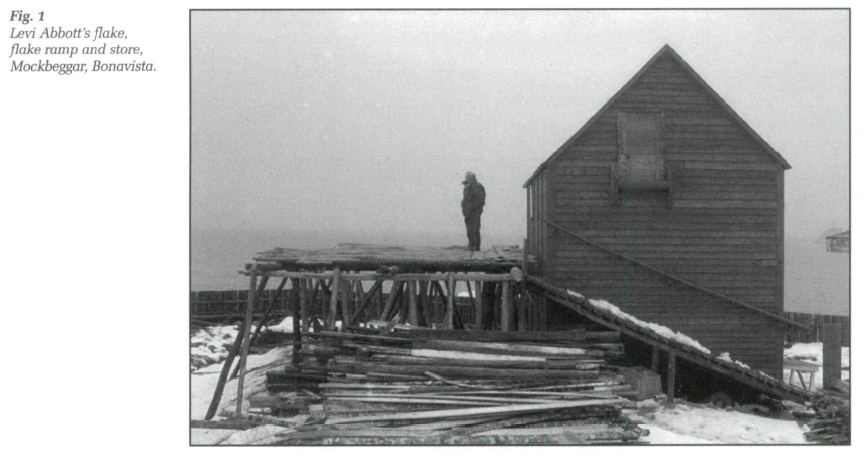 Fig. 1
Levi Abbott's flake,
flake ramp and store,
Mockbeggar, Bonavista.